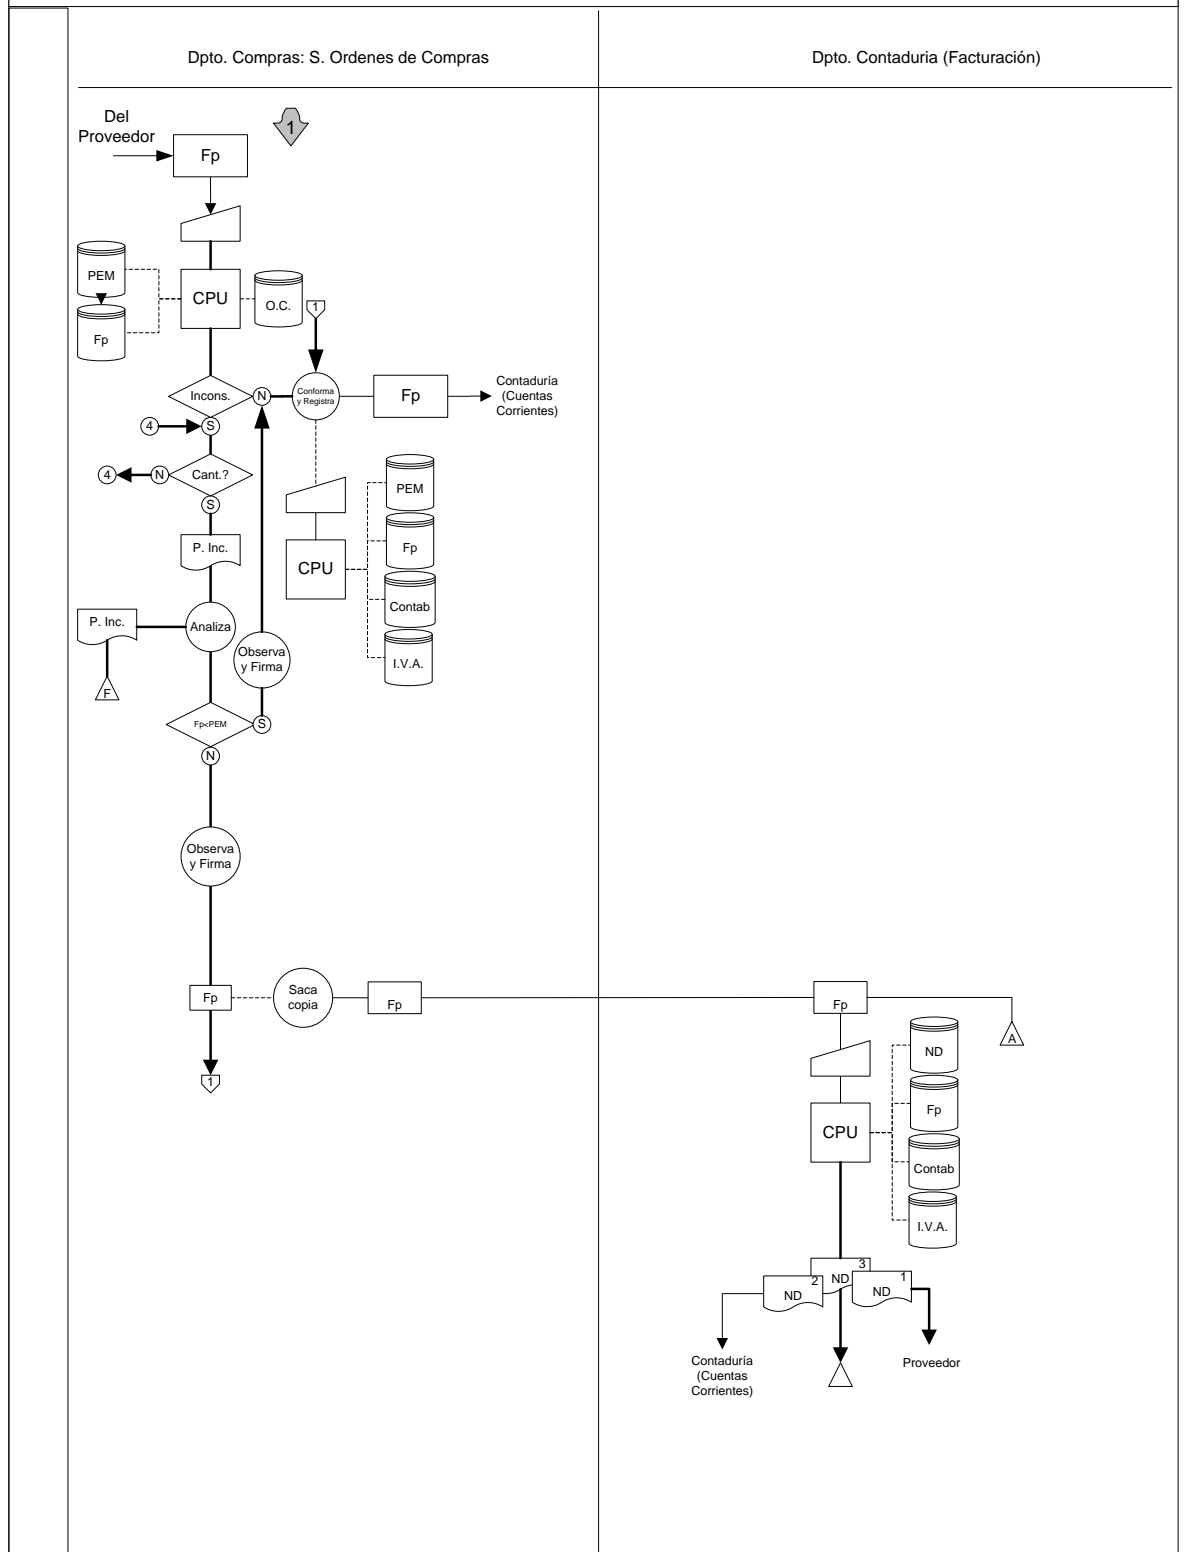 Dpto. Compras: S. Ordenes de Compras
Dpto. Contaduria (Facturación)
Del
Proveedor
1
Fp
PEM
CPU
O.C.
1
Fp
Incons.
N
Conforma
y Registra
Fp
Contaduría
(Cuentas
Corrientes)
4
S
4
N
Cant.?
S
PEM
P. Inc.
Fp
CPU
Contab
P. Inc.
Analiza
Observa
y Firma
I.V.A.
F
Fp<PEM
S
N
Observa
y Firma
Fp
Saca
copia
Fp
Fp
A
1
ND
Fp
CPU
Contab
I.V.A.
3
ND
2
ND
1
ND
Contaduría
(Cuentas
Corrientes)
Proveedor